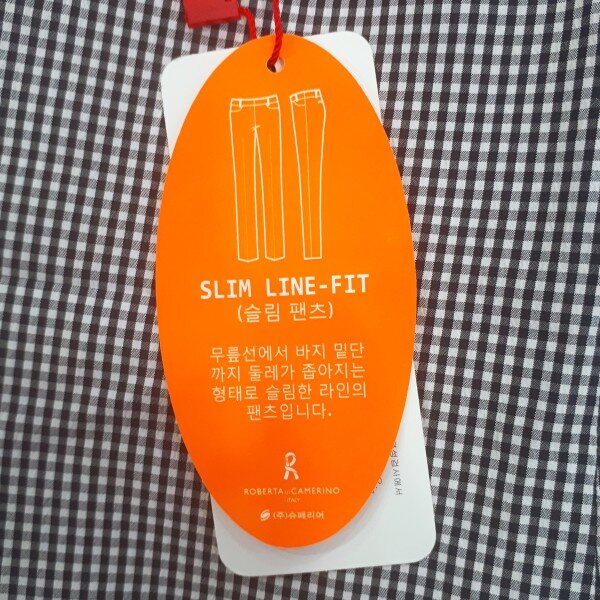 SLIM LINE-FIT
(슬림 팬츠)
무릎선에서 바지 밑단
까지 둘레가 좁아지는
형태로 슬림한 라인의
팬츠입니다.
R
ROBERTA DI CAMERINO
ITALY
(주)슈페리어